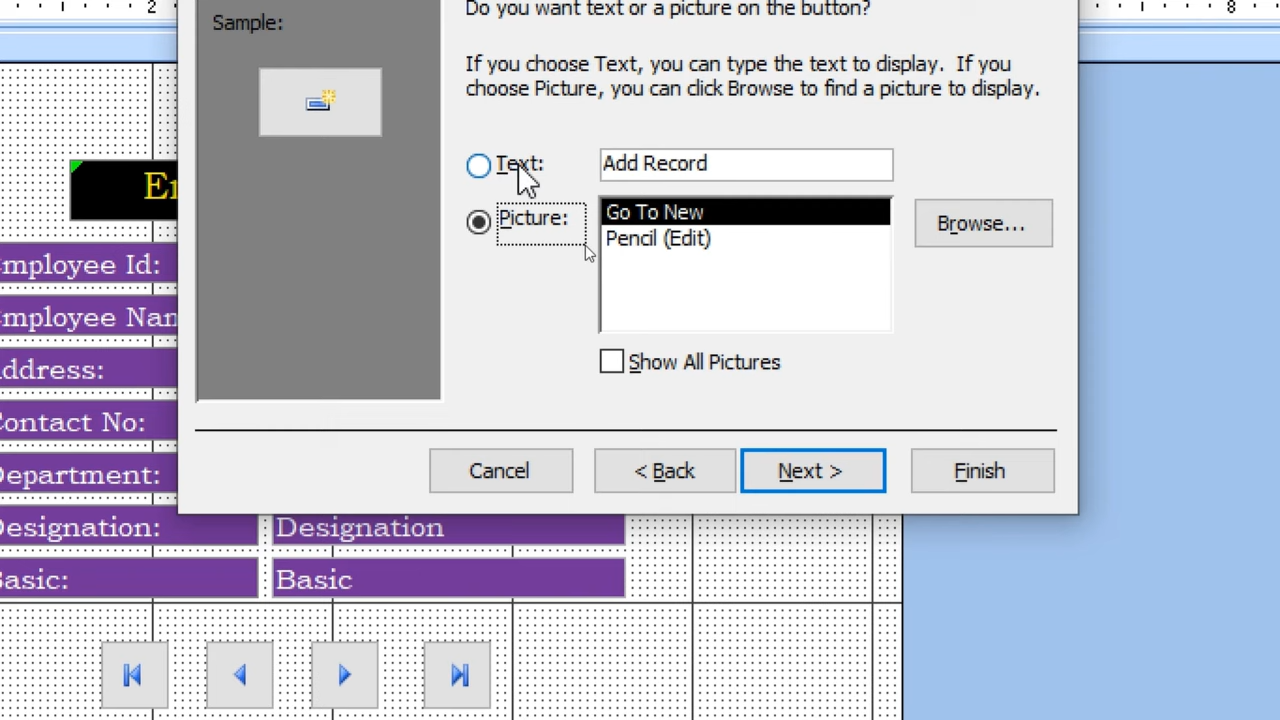 2
8
Do you want text or a picture on the button?
Sample:
If you choose Text, you can type the text to display. If you
choose Picture, you can click Browse to find a picture to display.
Text:
Add Record
Picture:
Go To New
Pencil (Edit)
Browse...
Show All Pictures
Cancel
< Back
Next >
Finish
Employee Id:
ddress:
Contact No:
Department:
Designation:
Designation
Basic:
Basic